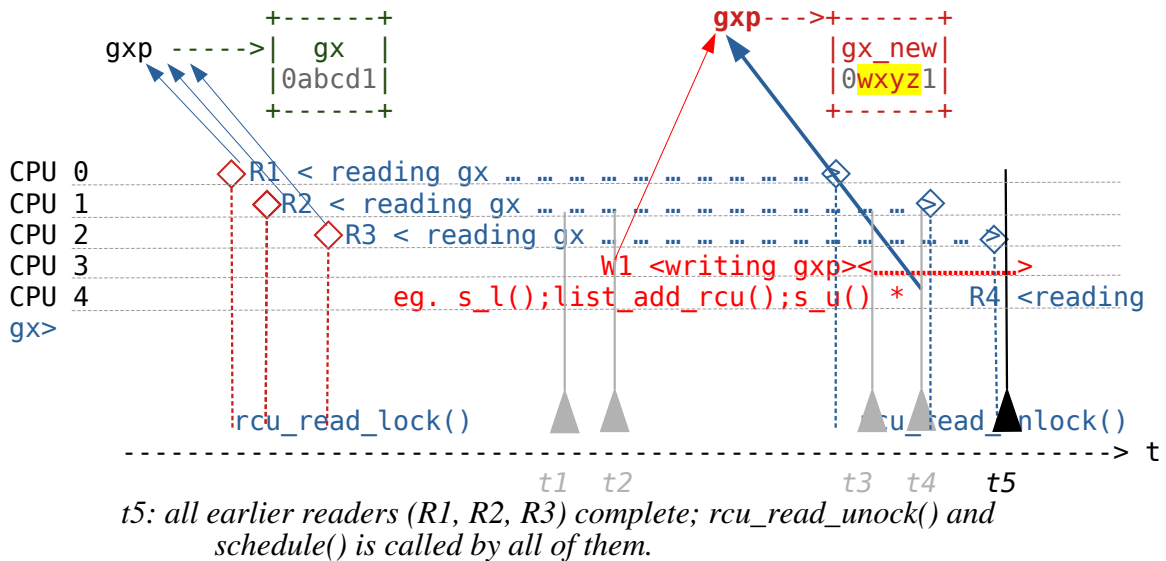 +------+ gxp--->+------+
gxp ----->| gx | |gx_new|
|0abcd1| |0wxyz1|
+------+ +------+
CPU 0 R1 < reading gx … … … … … … … … … … >
CPU 1 R2 < reading gx … … … … … … … … … … … … >
CPU 2 R3 < reading gx … … … … … … … … … … … … >
CPU 3 W1 <writing gxp><……………………>
CPU 4 eg. s_l();list_add_rcu();s_u() * R4 <reading
gx>
rcu_read_lock() rcu_read_unlock()
--------------------------------------------------------------> t
t1 t2 t3 t4 t5
t5: all earlier readers (R1, R2, R3) complete; rcu_read_unock() and
schedule() is called by all of them.